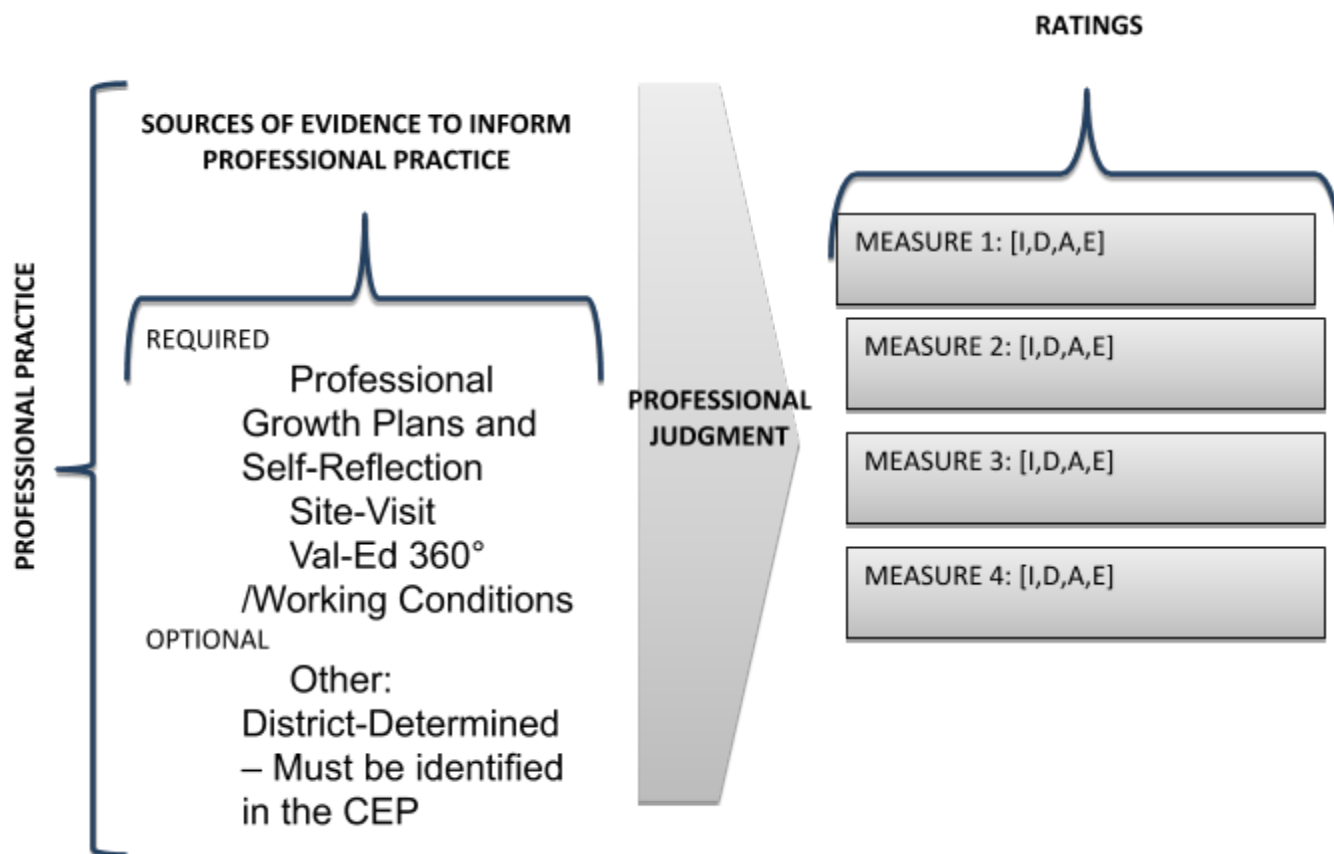 PROFESSIONAL PRACTICE
SOURCES OF EVIDENCE TO INFORM
PROFESSIONAL PRACTICE
REQUIRED
Professional
Growth Plans and
Self-Reflection
Site-Visit
Val-Ed 360°
/Working Conditions
OPTIONAL
Other:
District-Determined
– Must be identified
in the CEP
PROFESSIONAL
JUDGMENT
RATINGS
MEASURE 1: [I,D,A,E]
MEASURE 2: [I,D,A,E]
MEASURE 3: [I,D,A,E]
MEASURE 4: [I,D,A,E]